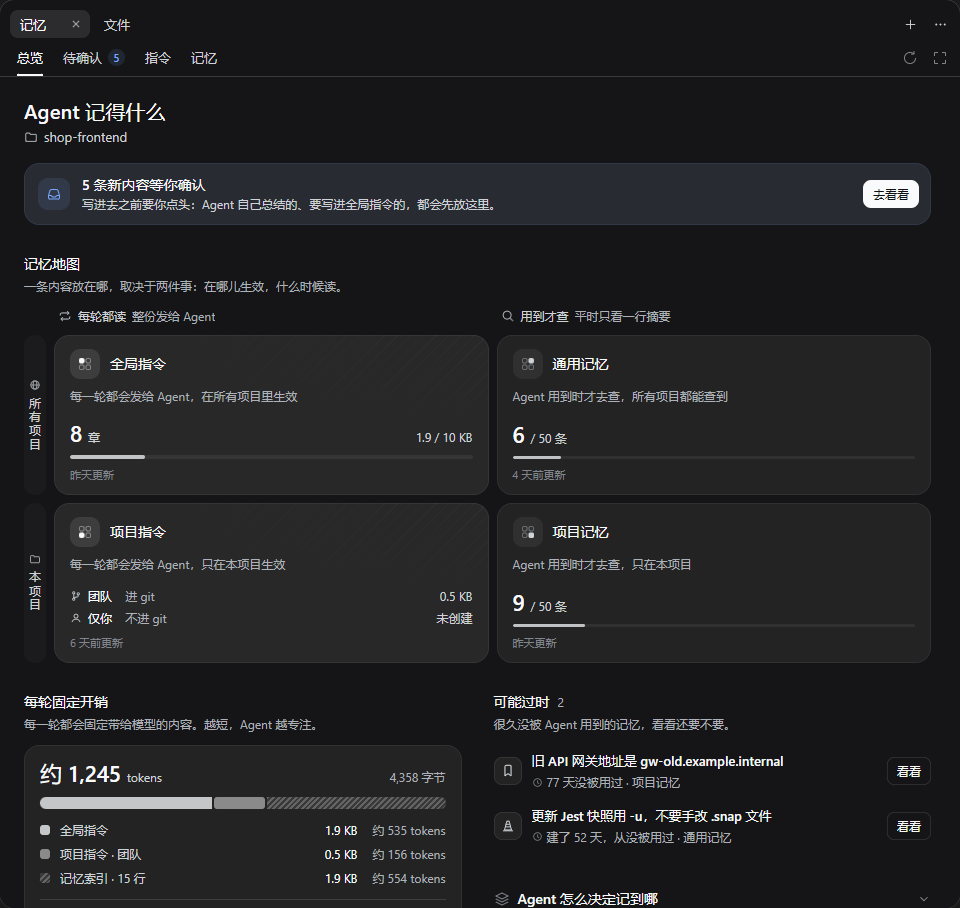 记忆
文件
总览 待确认 5 指令 记忆
Agent 记得什么
shop-frontend
5 条新内容等你确认
写进去之前要你点头：Agent 自己总结的、要写进全局指令的，都会先放这里。
去看看
记忆地图
一条内容放在哪，取决于两件事：在哪儿生效，什么时候读。
每轮都读 整份发给 Agent
用到才查 平时只看一行摘要
所有项目
全局指令
每一轮都会发给 Agent，在所有项目里生效
8 章 1.9 / 10 KB
昨天更新
通用记忆
Agent 用到时才去查，所有项目都能查到
6 / 50 条
4 天前更新
本项目
项目指令
每一轮都会发给 Agent，只在本项目生效
团队 进 git 0.5 KB
仅你 不进 git 未创建
6 天前更新
项目记忆
Agent 用到时才去查，只在本项目
9 / 50 条
昨天更新
每轮固定开销
每一轮都会固定带给模型的内容。越短，Agent 越专注。
约 1,245 tokens 4,358 字节
全局指令 1.9 KB 约 535 tokens
项目指令 · 团队 0.5 KB 约 156 tokens
记忆索引 · 15 行 1.9 KB 约 554 tokens
可能过时 2
很久没被 Agent 用到的记忆，看看还要不要。
旧 API 网关地址是 gw-old.example.internal
77 天没被用过 · 项目记忆
看看
更新 Jest 快照用 -u，不要手改 .snap 文件
建了 52 天，从没被用过 · 通用记忆
看看
Agent 怎么决定记到哪